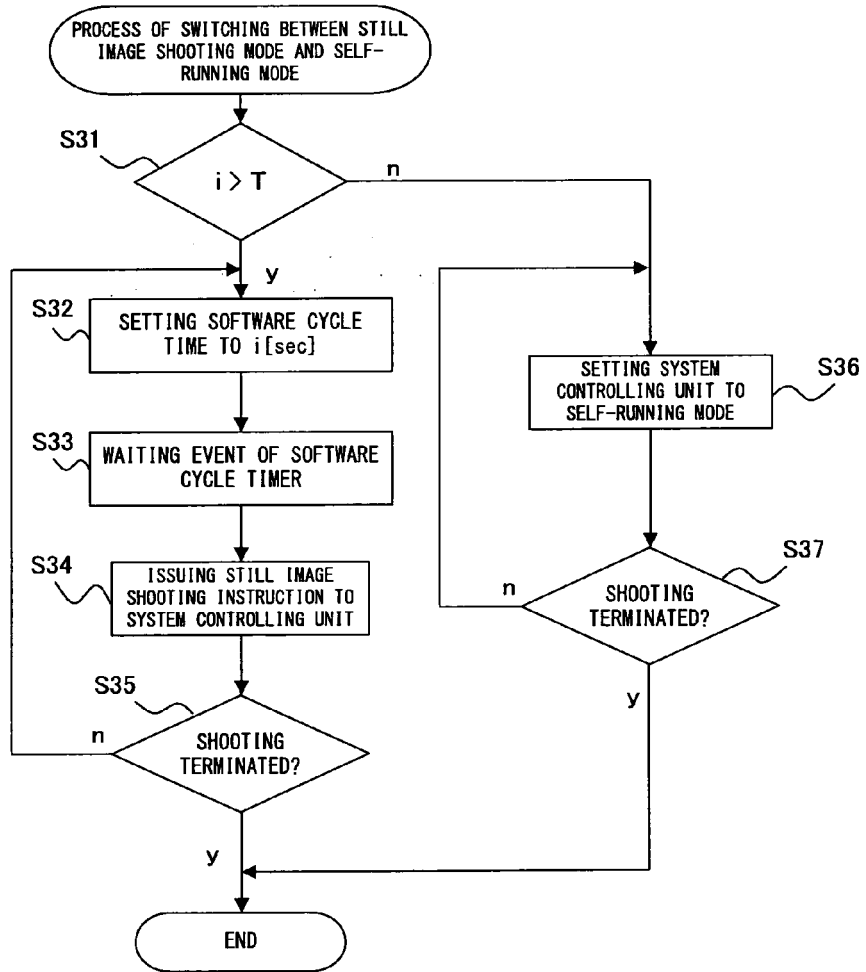 PROCESS OF SWITCHING BETWEEN STILL
IMAGE SHOOTING MODE AND SELF-
RUNNING MODE
S31
i > T
n
y
S32
SETTING SOFTWARE CYCLE
TIME TO i[sec]
S33
WAITING EVENT OF SOFTWARE
CYCLE TIMER
S34
ISSUING STILL IMAGE
SHOOTING INSTRUCTION TO
SYSTEM CONTROLLING UNIT
S35
n
SHOOTING
TERMINATED?
y
SETTING SYSTEM
CONTROLLING UNIT TO
SELF-RUNNING MODE
S36
S37
n
SHOOTING
TERMINATED?
y
END